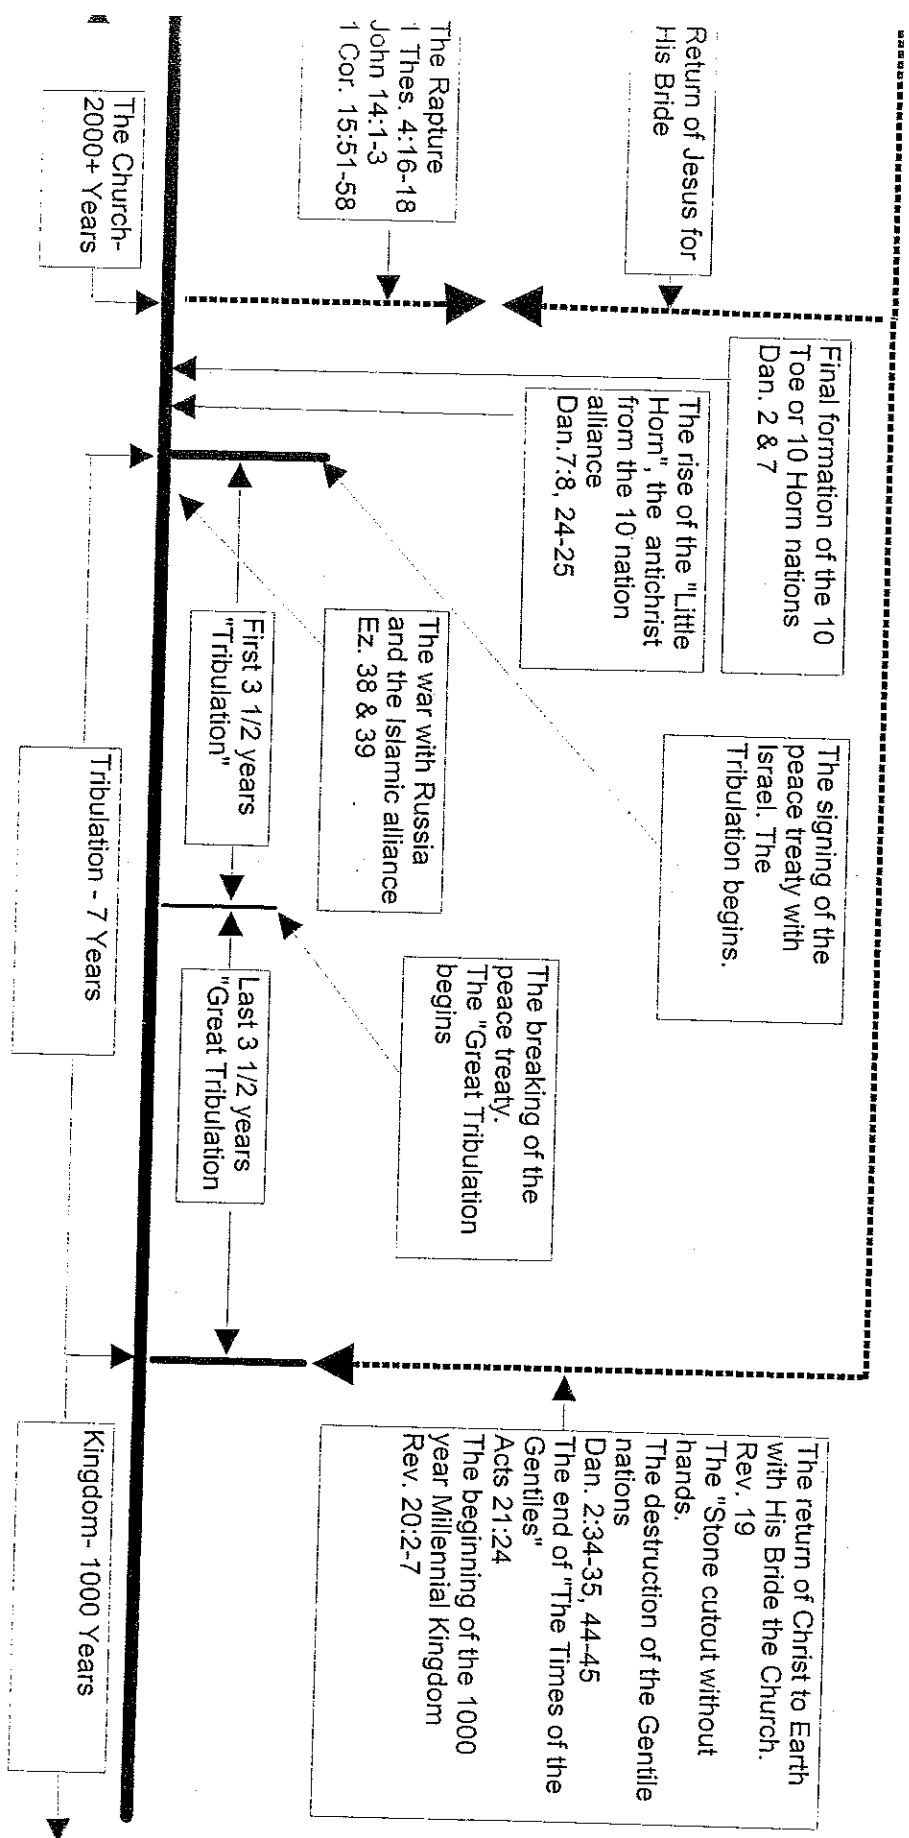 Return of Jesus for
His Bride
The Rapture
1 Thes. 4:16-18
John 14:1-3
1 Cor. 15:51-58
The Church-
2000+ Years
Final formation of the 10
Toe or 10 Horn nations
Dan. 2 & 7
The rise of the "Little
Horn", the antichrist
from the 10 nation
alliance
Dan.7:8, 24-25
The signing of the
peace treaty with
Israel. The
Tribulation begins.
The war with Russia
and the Islamic alliance
Ez. 38 & 39
First 3 1/2 years
"Tribulation"
Tribulation - 7 Years
The breaking of the
peace treaty.
The "Great Tribulation
begins
Last 3 1/2 years
"Great Tribulation
The return of Christ to Earth
with His Bride the Church.
Rev. 19
The "Stone cutout without
hands.
The destruction of the Gentile
nations
Dan. 2:34-35, 44-45
The end of "The Times of the
Gentiles"
Acts 21:24
The beginning of the 1000
year Millennial Kingdom
Rev. 20:2-7
Kingdom- 1000 Years